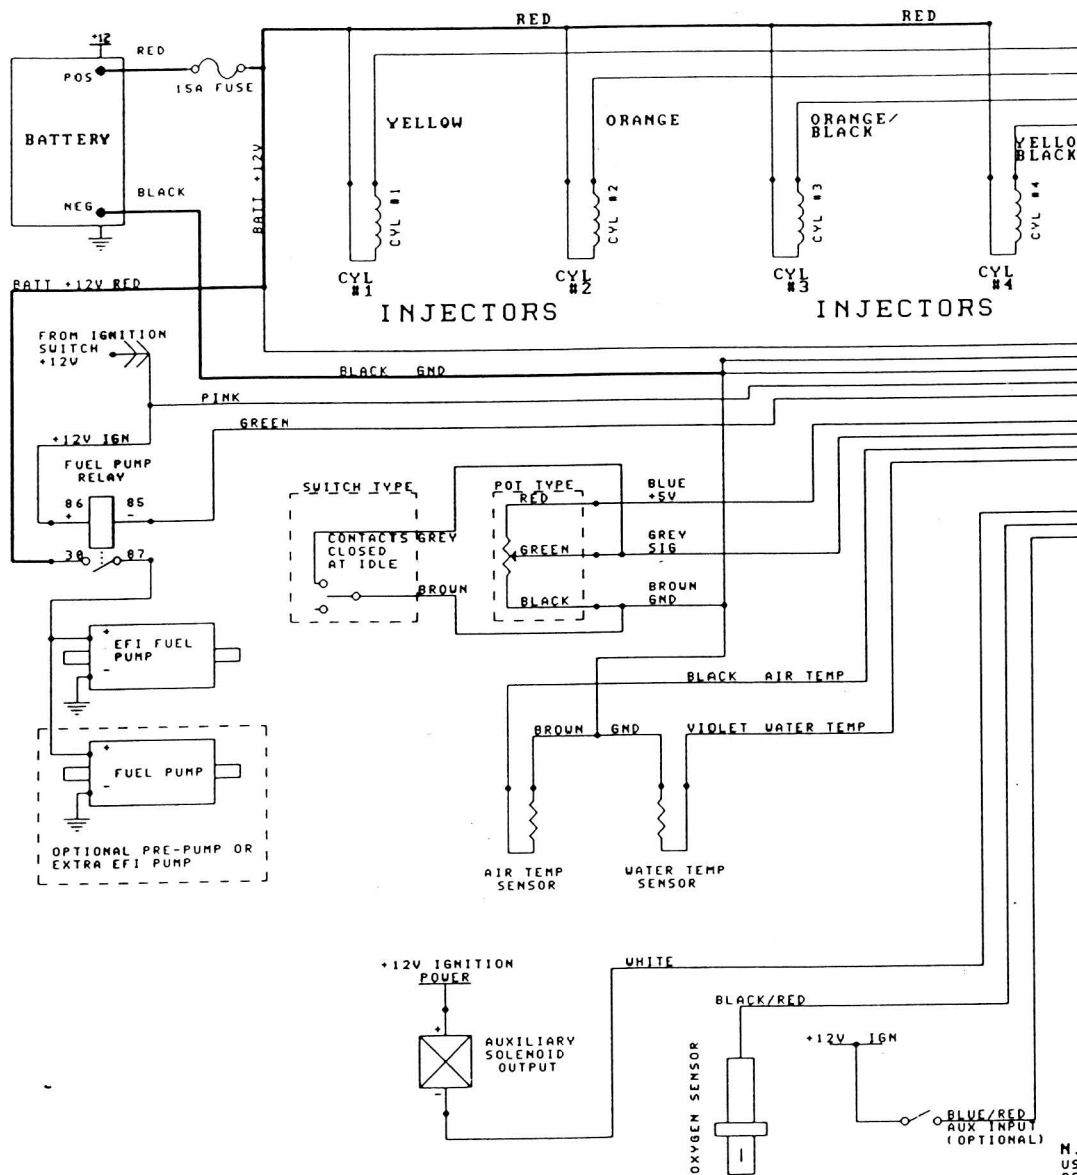 RED
RED
+12
RED
POS
15A FUSE
BATTERY
YELLOW
ORANGE
ORANGE/
BLACK
YELLO
BLACK
BATT +12V
BLACK
NEG
CYL #1
CYL #2
CYL #3
CYL #4
CYL
#1
CYL
#2
CYL
#3
CYL
#4
INJECTORS
INJECTORS
BATT +12V RED
FROM IGNITION
SWITCH
+12V
BLACK GND
PINK
GREEN
+12V IGN
FUEL PUMP
RELAY
86
85
+
-
30
87
SWITCH TYPE
CONTACTS
CLOSED
AT IDLE
GREY
BROWN
POT TYPE
RED
GREEN
BLACK
BLUE
+5V
GREY
SIG
BROWN
GND
+
EFI FUEL
PUMP
-
BLACK AIR TEMP
BROWN GND
VIOLET WATER TEMP
+
FUEL PUMP
-
OPTIONAL PRE-PUMP OR
EXTRA EFI PUMP
AIR TEMP
SENSOR
WATER TEMP
SENSOR
+12V IGNITION
POWER
WHITE
BLACK/RED
+
AUXILIARY
SOLENOID
OUTPUT
-
OXYGEN SENSOR
+12V IGN
BLUE/RED
AUX INPUT
(OPTIONAL)
N.
US